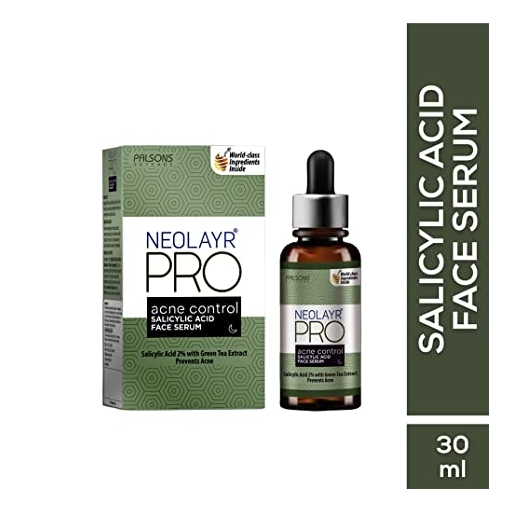 PALSONS
DERMACS
World-class
Ingredients
Inside
NEOLAYR®
PRO
acne control
SALICYLIC ACID
FACE SERUM
Salicylic Acid 2% with Green Tea Extract
Prevents Acne
PALSONS
World-class
Ingredients
Inside
NEOLAYR
PRO
acne control
SALICYLIC ACID
FACE SERUM
Salicylic Acid 2% with Green Tea Extract
Prevents Acne
SALICYLIC ACID
FACE SERUM
30
ml